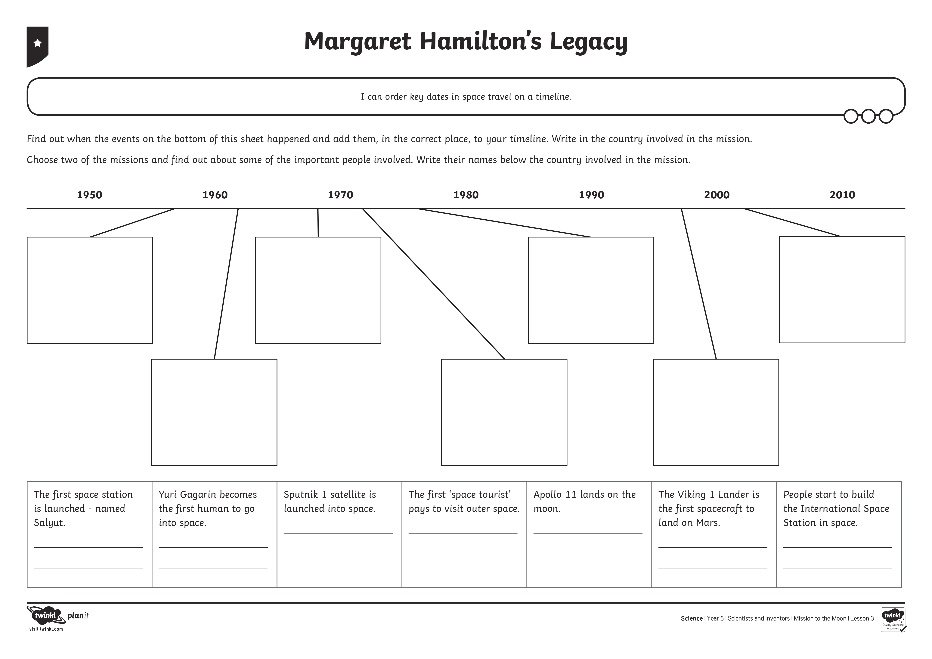 Margaret Hamilton's Legacy
I can order key dates in space travel on a timeline.
Find out when the events on the bottom of this sheet happened and add them, in the correct place, to your timeline. Write in the country involved in the mission.
Choose two of the missions and find out about some of the important people involved. Write their names below the country involved in the mission.
1950 1960 1970 1980 1990 2000 2010
The first space station
is launched - named
Salyut.
Yuri Gagarin becomes
the first human to go
into space.
Sputnik 1 satellite is
launched into space.
The first 'space tourist'
pays to visit outer space.
Apollo 11 lands on the
moon.
The Viking 1 Lander is
the first spacecraft to
land on Mars.
People start to build
the International Space
Station in space.
twinkl planit
visit twinkl.com
Science | Year 5 | Scientists and Inventors | Mission to the Moon | Lesson 3
twinkl